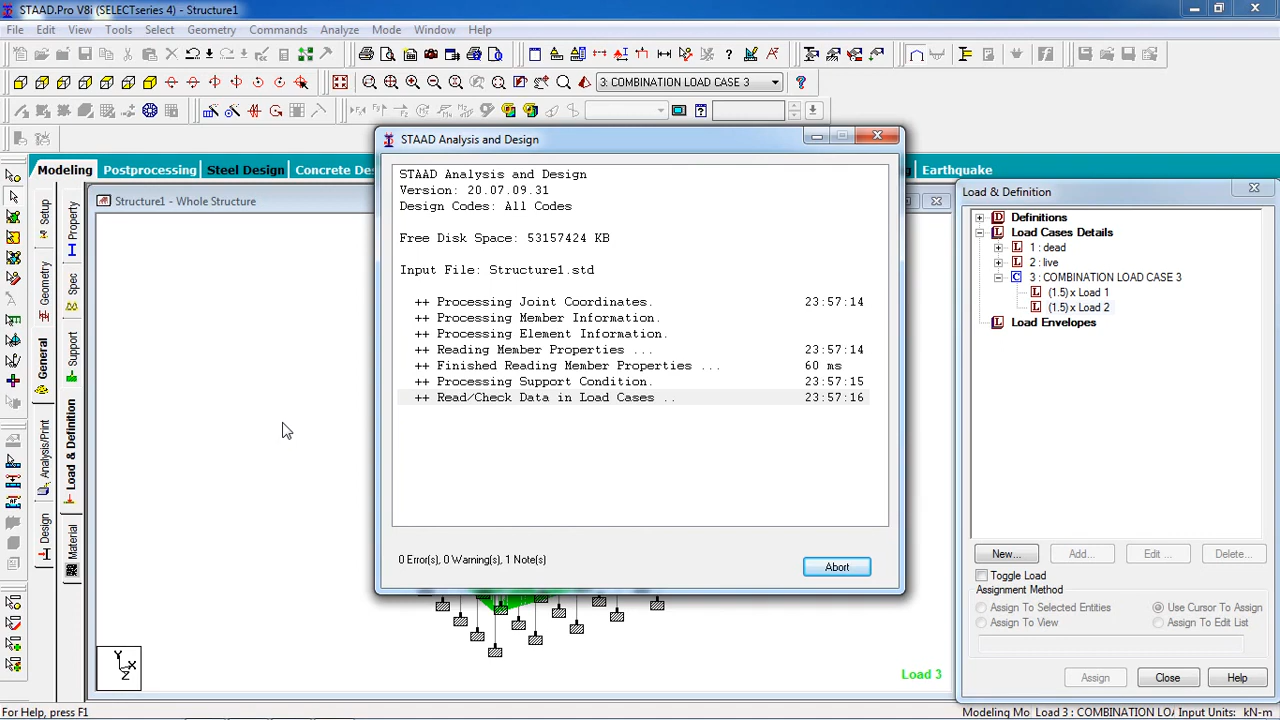 STAAD.Pro V8i (SELECTseries 4) - Structure1
File Edit View Tools Select Geometry Commands Analyze Mode Window Help
3: COMBINATION LOAD CASE 3
Modeling Postprocessing Steel Design Concrete De Earthquake
Structure1 - Whole Structure
Setup
Geometry
General
Analysis/Print
Design
Property
Spec
Support
Load & Definition
Material
STAAD Analysis and Design
STAAD Analysis and Design
Version: 20.07.09.31
Design Codes: All Codes
Free Disk Space: 53157424 KB
Input File: Structure1.std
++ Processing Joint Coordinates. 23:57:14
++ Processing Member Information.
++ Processing Element Information.
++ Reading Member Properties ... 23:57:14
++ Finished Reading Member Properties ... 60 ms
++ Processing Support Condition. 23:57:15
++ Read/Check Data in Load Cases .. 23:57:16
0 Error(s), 0 Warning(s), 1 Note(s)
Abort
Y
X
Z
Load 3
Load & Definition
D Definitions
L Load Cases Details
L 1 : dead
L 2 : live
C 3 : COMBINATION LOAD CASE 3
L (1.5) x Load 1
L (1.5) x Load 2
L Load Envelopes
New... Add... Edit ... Delete...
Toggle Load
Assignment Method
Assign To Selected Entities Use Cursor To Assign
Assign To View Assign To Edit List
Assign Close Help
For Help, press F1 Modeling Mo Load 3 : COMBINATION LOA Input Units: kN-m